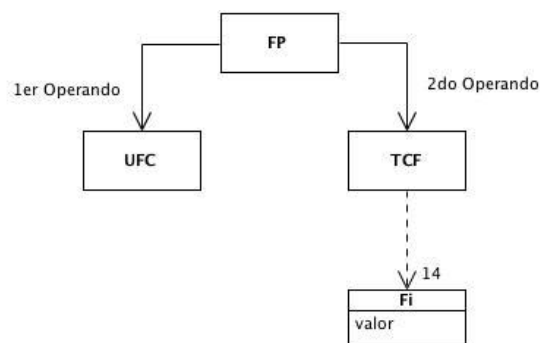 FP
1er Operando
2do Operando
UFC
TCF
14
Fi
valor